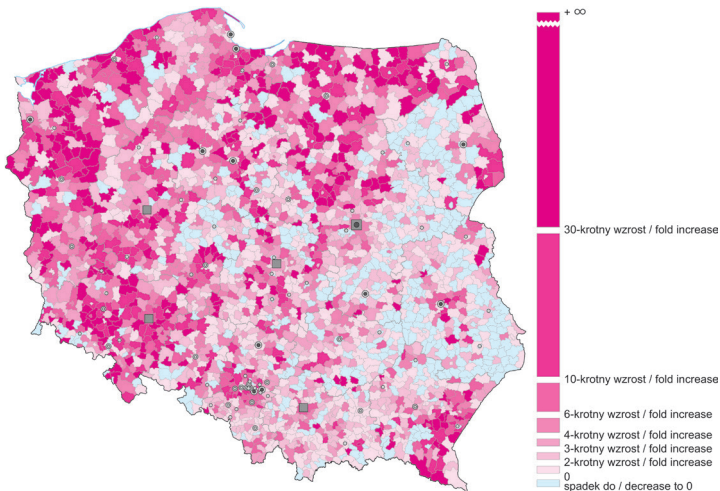 + ∞
30-krotny wzrost / fold increase
10-krotny wzrost / fold increase
6-krotny wzrost / fold increase
4-krotny wzrost / fold increase
3-krotny wzrost / fold increase
2-krotny wzrost / fold increase
0
spadek do / decrease to 0